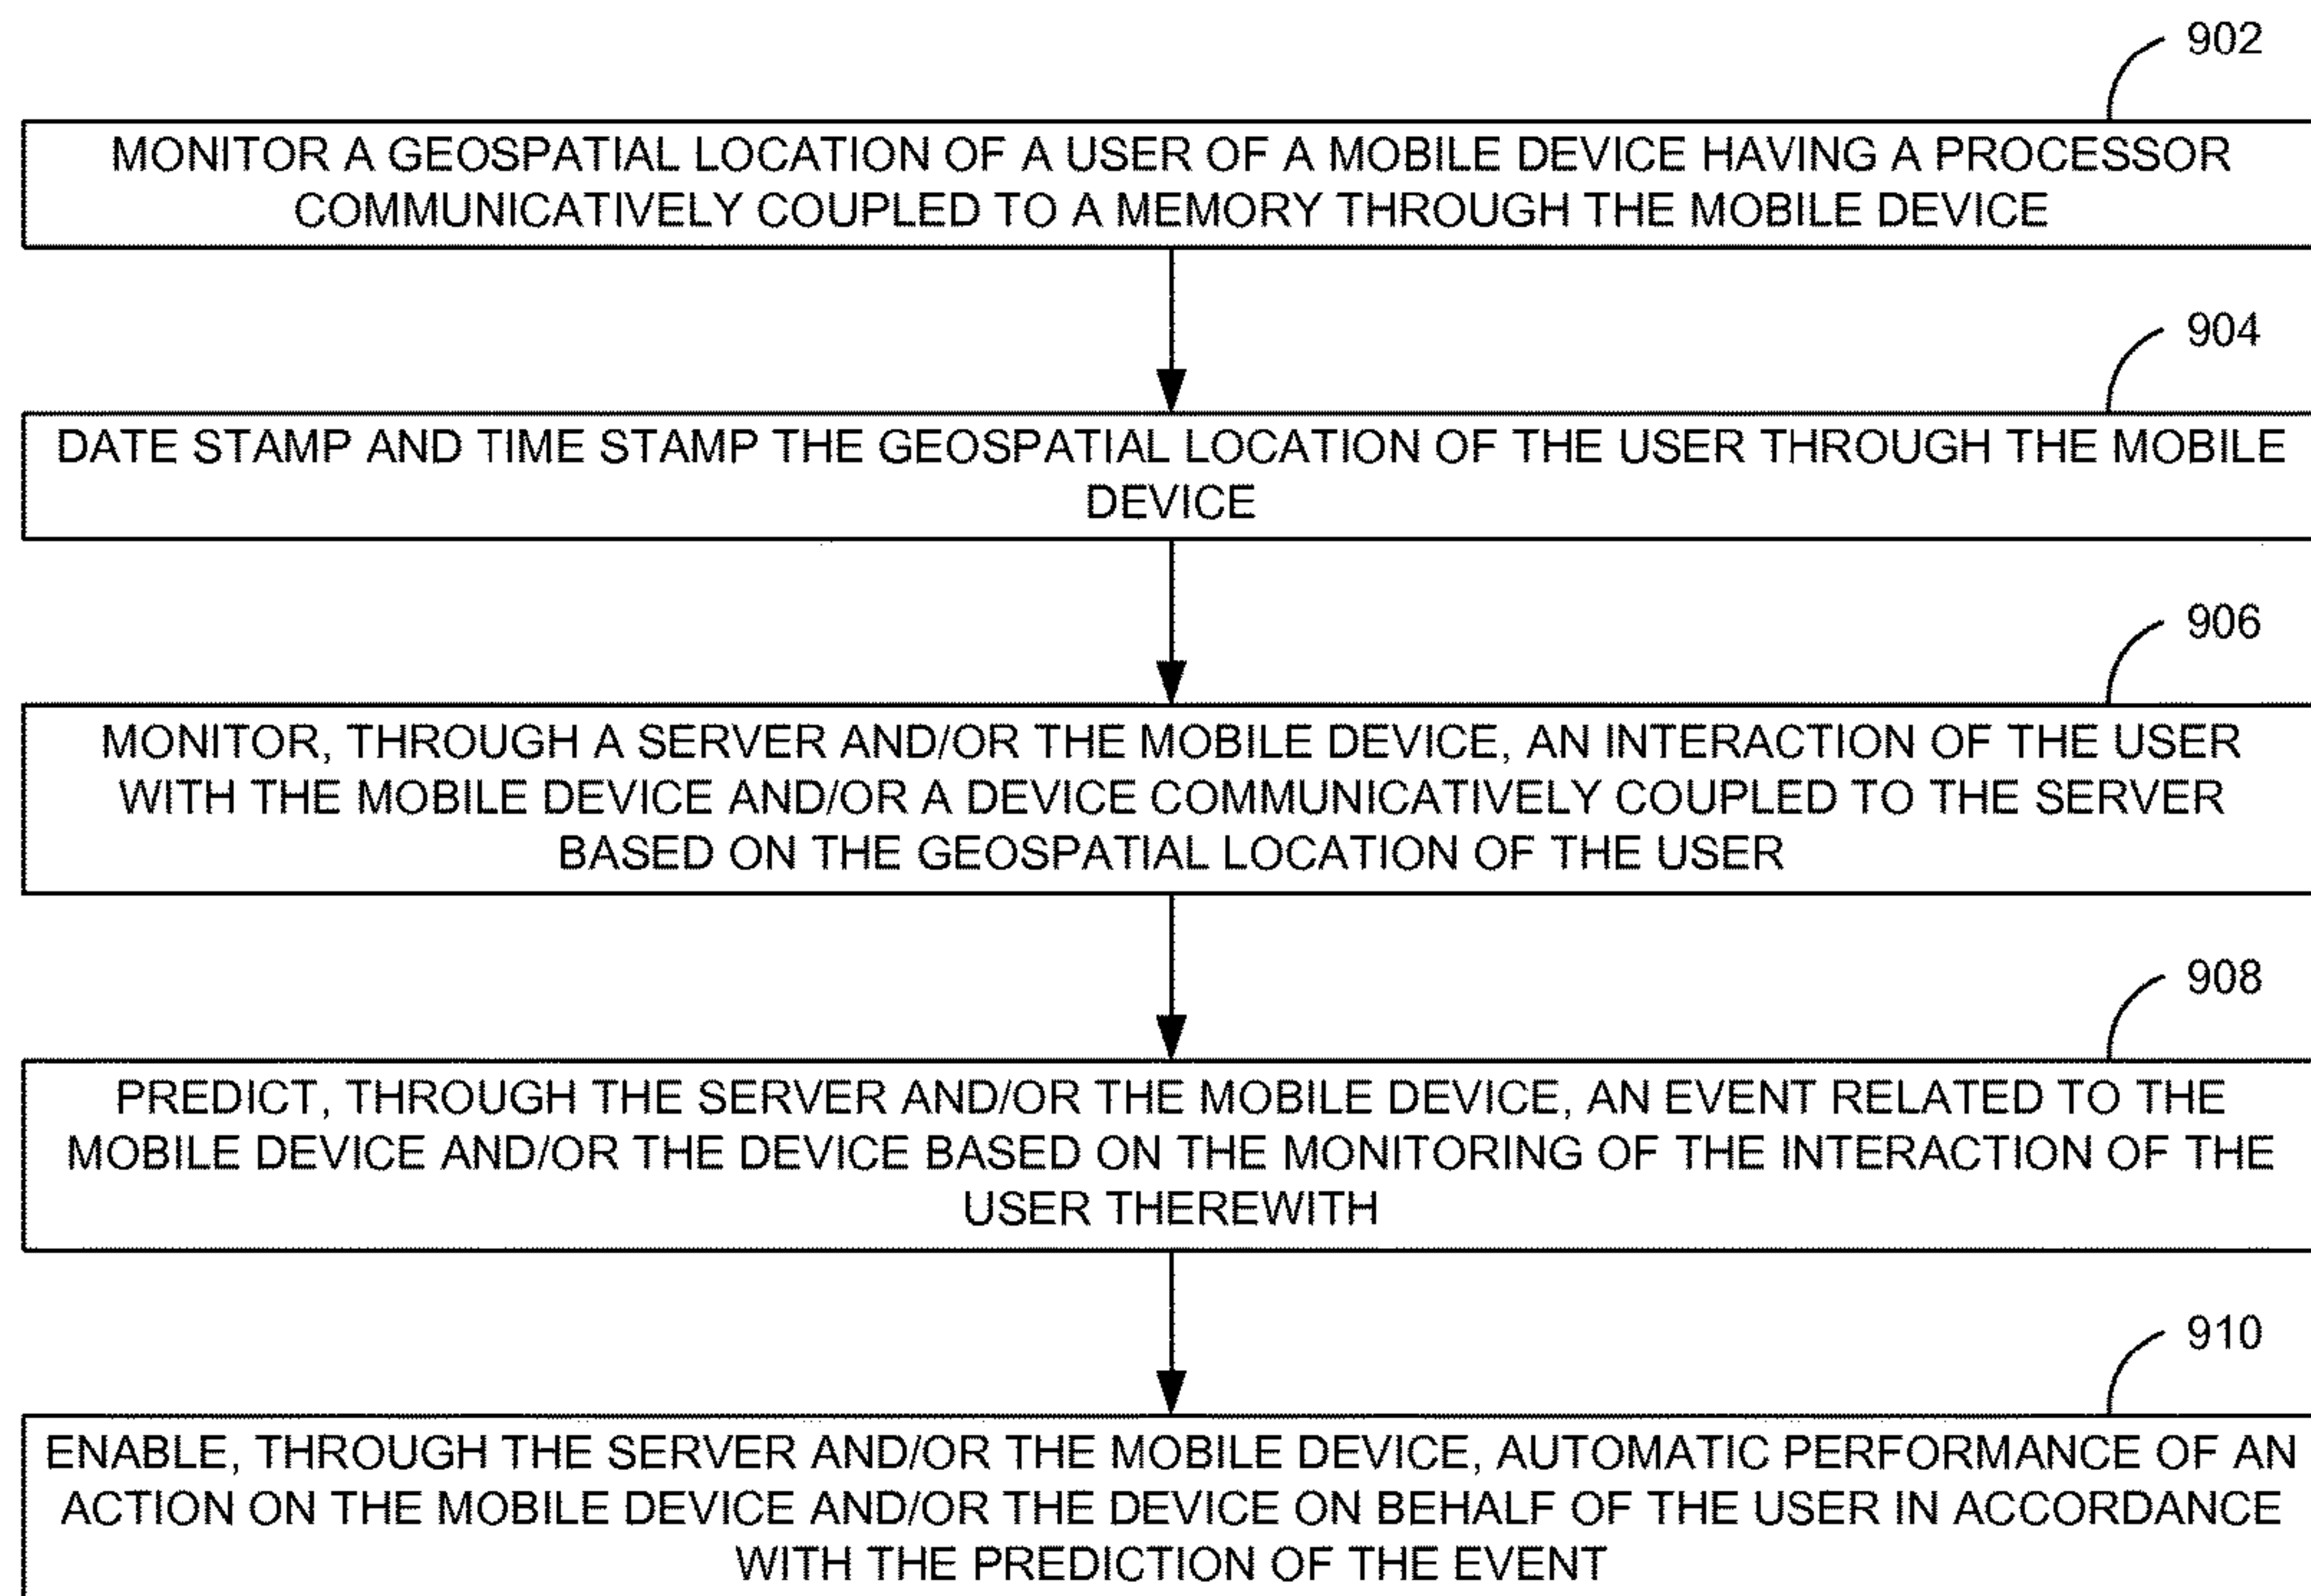 902
MONITOR A GEOSPATIAL LOCATION OF A USER OF A MOBILE DEVICE HAVING A PROCESSOR
COMMUNICATIVELY COUPLED TO A MEMORY THROUGH THE MOBILE DEVICE
904
DATE STAMP AND TIME STAMP THE GEOSPATIAL LOCATION OF THE USER THROUGH THE MOBILE
DEVICE
906
MONITOR, THROUGH A SERVER AND/OR THE MOBILE DEVICE, AN INTERACTION OF THE USER
WITH THE MOBILE DEVICE AND/OR A DEVICE COMMUNICATIVELY COUPLED TO THE SERVER
BASED ON THE GEOSPATIAL LOCATION OF THE USER
908
PREDICT, THROUGH THE SERVER AND/OR THE MOBILE DEVICE, AN EVENT RELATED TO THE
MOBILE DEVICE AND/OR THE DEVICE BASED ON THE MONITORING OF THE INTERACTION OF THE
USER THEREWITH
910
ENABLE, THROUGH THE SERVER AND/OR THE MOBILE DEVICE, AUTOMATIC PERFORMANCE OF AN
ACTION ON THE MOBILE DEVICE AND/OR THE DEVICE ON BEHALF OF THE USER IN ACCORDANCE
WITH THE PREDICTION OF THE EVENT